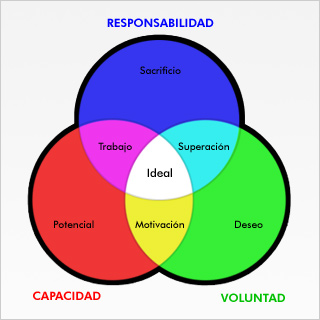 RESPONSABILIDAD
Sacrificio
Trabajo
Superación
Ideal
Potencial
Motivación
Deseo
CAPACIDAD
VOLUNTAD